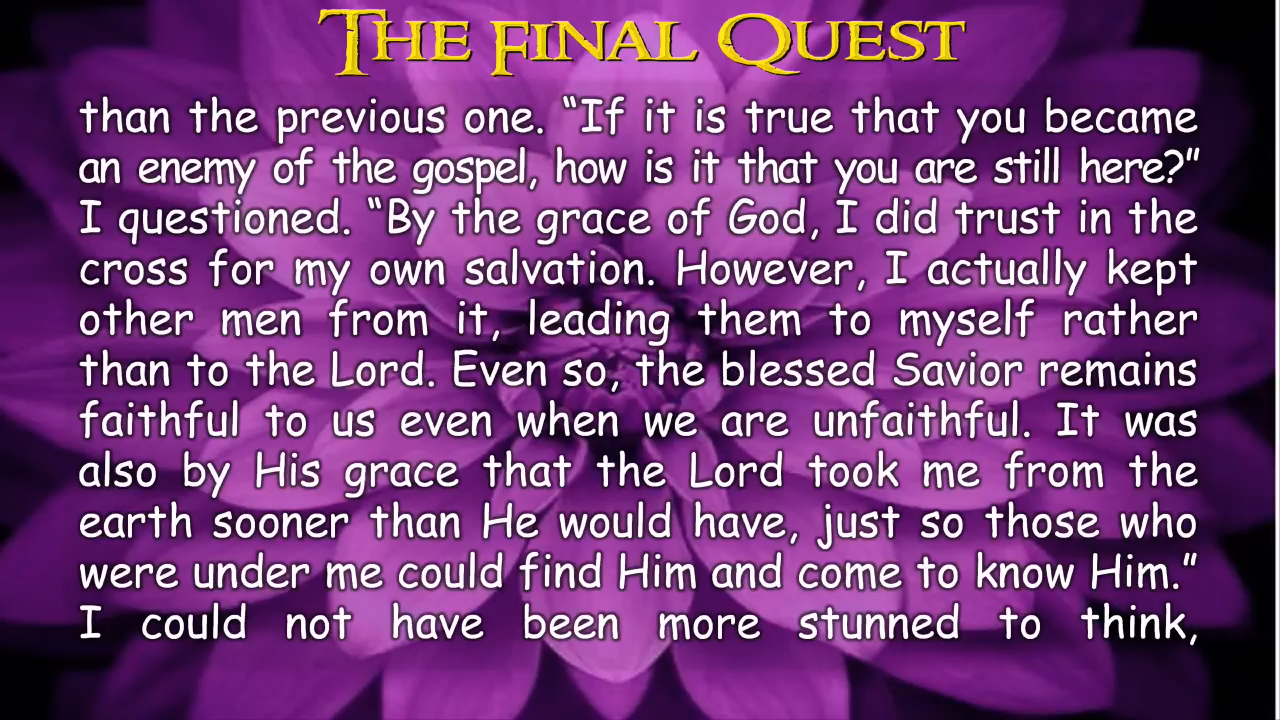 The Final Quest
than the previous one. “If it is true that you became
an enemy of the gospel, how is it that you are still here?”
I questioned. “By the grace of God, I did trust in the
cross for my own salvation. However, I actually kept
other men from it, leading them to myself rather
than to the Lord. Even so, the blessed Savior remains
faithful to us even when we are unfaithful. It was
also by His grace that the Lord took me from the
earth sooner than He would have, just so those who
were under me could find Him and come to know Him.”
I could not have been more stunned to think,